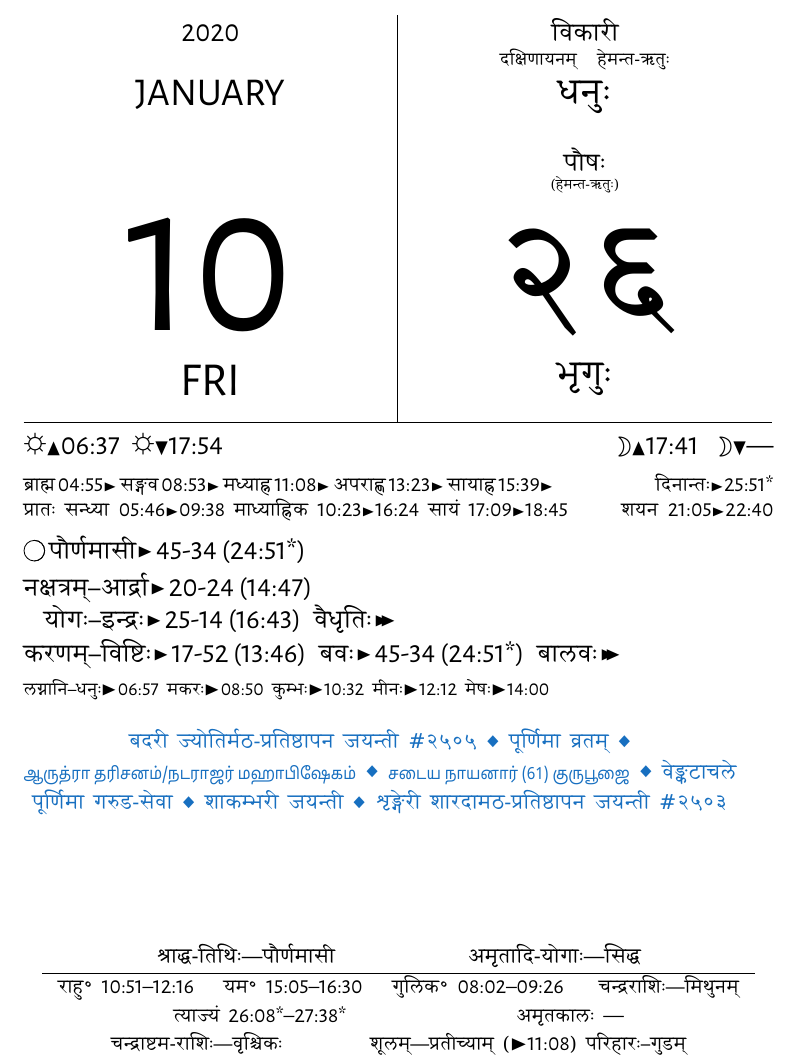 2020
JANUARY
10
FRI
विकारी
दक्षिणायनम् हेमन्त-ऋतुः
धनुः
पौषः
(हेमन्त-ऋतुः)
२६
भृगुः
☼▲06:37 ☼▼17:54 ☽▲17:41 ☽▼—
ब्राह्म 04:55► सङ्गव 08:53► मध्याह्न 11:08► अपराह्ण 13:23► सायाह्न 15:39► दिनान्तः►25:51*
प्रातः सन्ध्या 05:46►09:38 माध्याह्निक 10:23►16:24 सायं 17:09►18:45 शयन 21:05►22:40
○ पौर्णमासी► 45-34 (24:51*)
नक्षत्रम्–आर्द्रा► 20-24 (14:47)
योगः–इन्द्रः► 25-14 (16:43) वैधृतिः►►
करणम्–विष्टिः► 17-52 (13:46) बवः► 45-34 (24:51*) बालवः►►
लग्नानि–धनुः►06:57 मकरः►08:50 कुम्भः►10:32 मीनः►12:12 मेषः►14:00
बदरी ज्योतिर्मठ-प्रतिष्ठापन जयन्ती #२५०५ ◆ पूर्णिमा व्रतम् ◆
ஆருத்ரா தரிசனம்/நடராஜர் மஹாபிஷேகம் ◆ சடைய நாயனார் (61) குருபூஜை ◆ वेङ्कटाचले
पूर्णिमा गरुड-सेवा ◆ शाकम्भरी जयन्ती ◆ शृङ्गेरी शारदामठ-प्रतिष्ठापन जयन्ती #२५०३
श्राद्ध-तिथिः—पौर्णमासी अमृतादि-योगाः—सिद्ध
राहु॰ 10:51–12:16 यम॰ 15:05–16:30 गुलिक॰ 08:02–09:26 चन्द्रराशिः—मिथुनम्
त्याज्यं 26:08*–27:38* अमृतकालः —
चन्द्राष्टम-राशिः—वृश्चिकः शूलम्—प्रतीच्याम् (►11:08) परिहारः–गुडम्